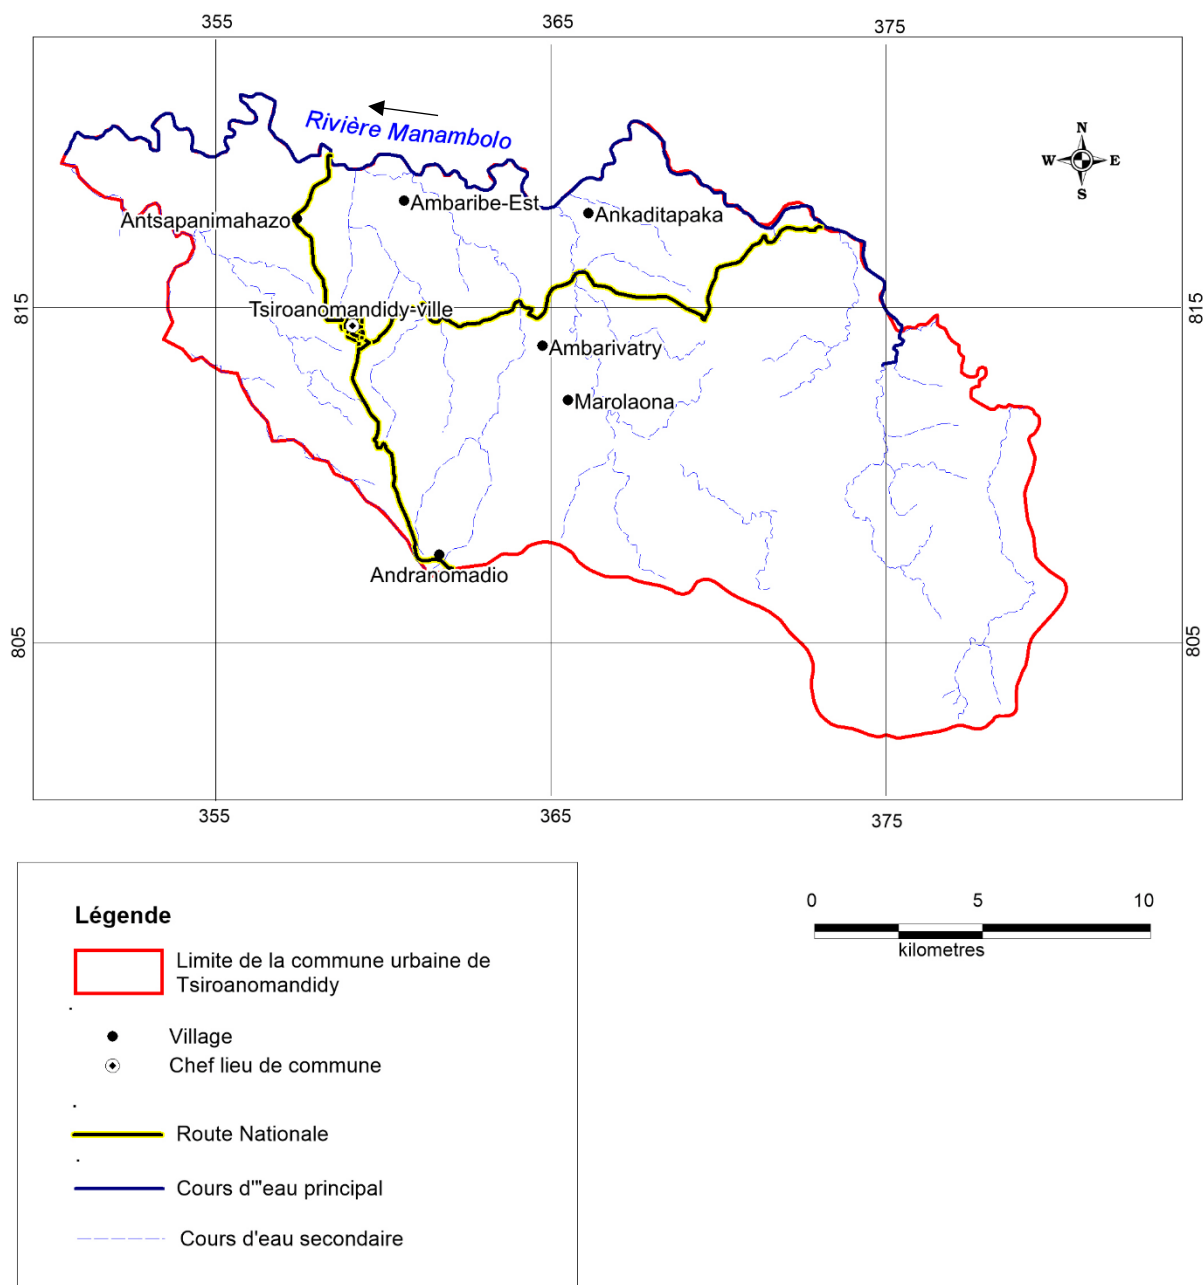 355 365 375
Rivière Manambolo
N
W E
S
Ambaribe-Est
Antsapanimahazo
Ankaditapaka
815 815
Tsiroanomandidy-ville
Ambarivatry
Marolaona
Andranomadio
805 805
355 365 375
Légende
Limite de la commune urbaine de
Tsiroanomandidy
Village
Chef lieu de commune
Route Nationale
Cours d'"eau principal
Cours d'eau secondaire
0 5 10
kilometres